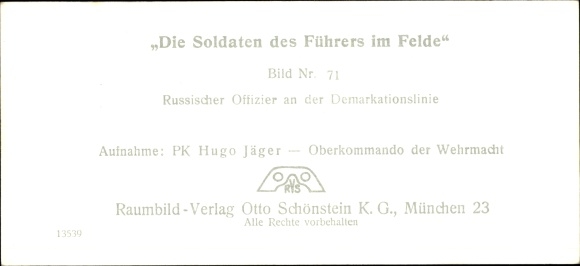 „Die Soldaten des Führers im Felde“
Bild Nr. 71
Russischer Offizier an der Demarkationslinie
Aufnahme: PK Hugo Jäger — Oberkommando der Wehrmacht
RVS
Raumbild-Verlag Otto Schönstein K. G., München 23
Alle Rechte vorbehalten
13539